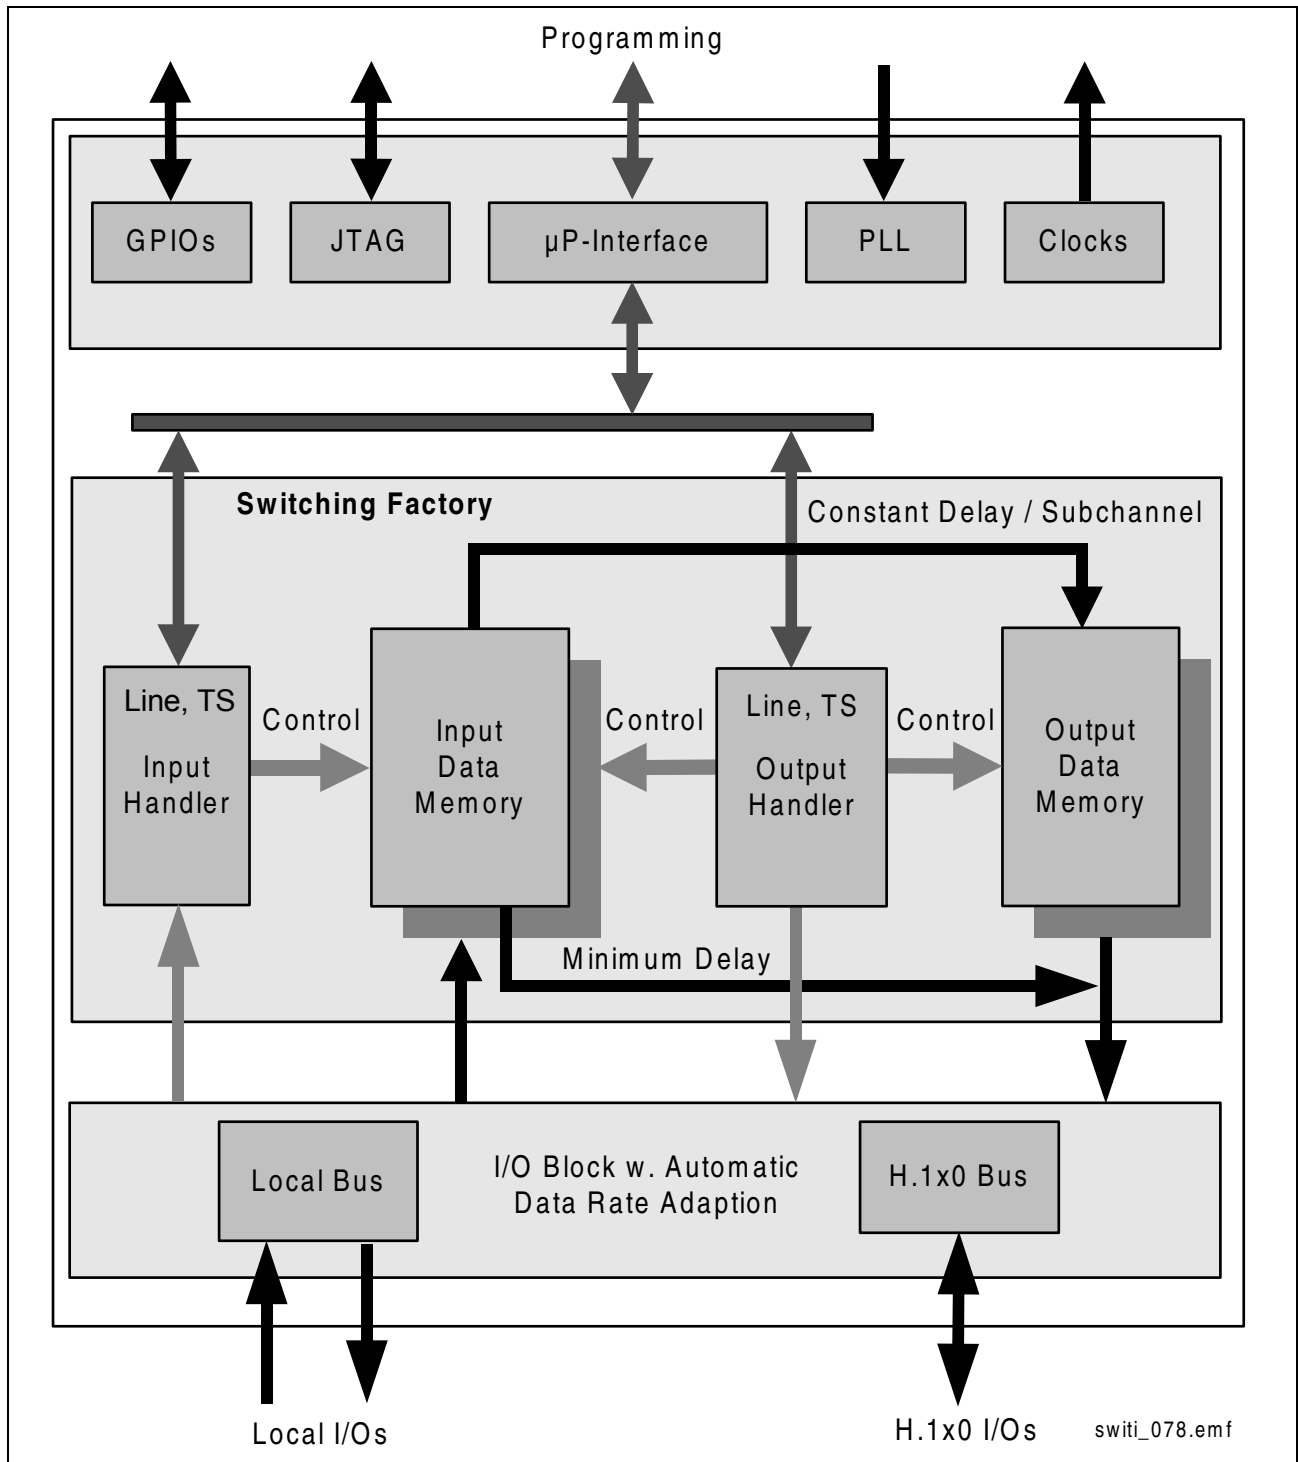 Programming
GPIOs
JTAG
µP-Interface
PLL
Clocks
Switching Factory
Constant Delay / Subchannel
Line, TS
Input
Handler
Control
Input
Data
Memory
Control
Line, TS
Output
Handler
Control
Output
Data
Memory
Minimum Delay
Local Bus
I/O Block w. Automatic
Data Rate Adaption
H.1x0 Bus
Local I/Os
H.1x0 I/Os
switi_078.emf